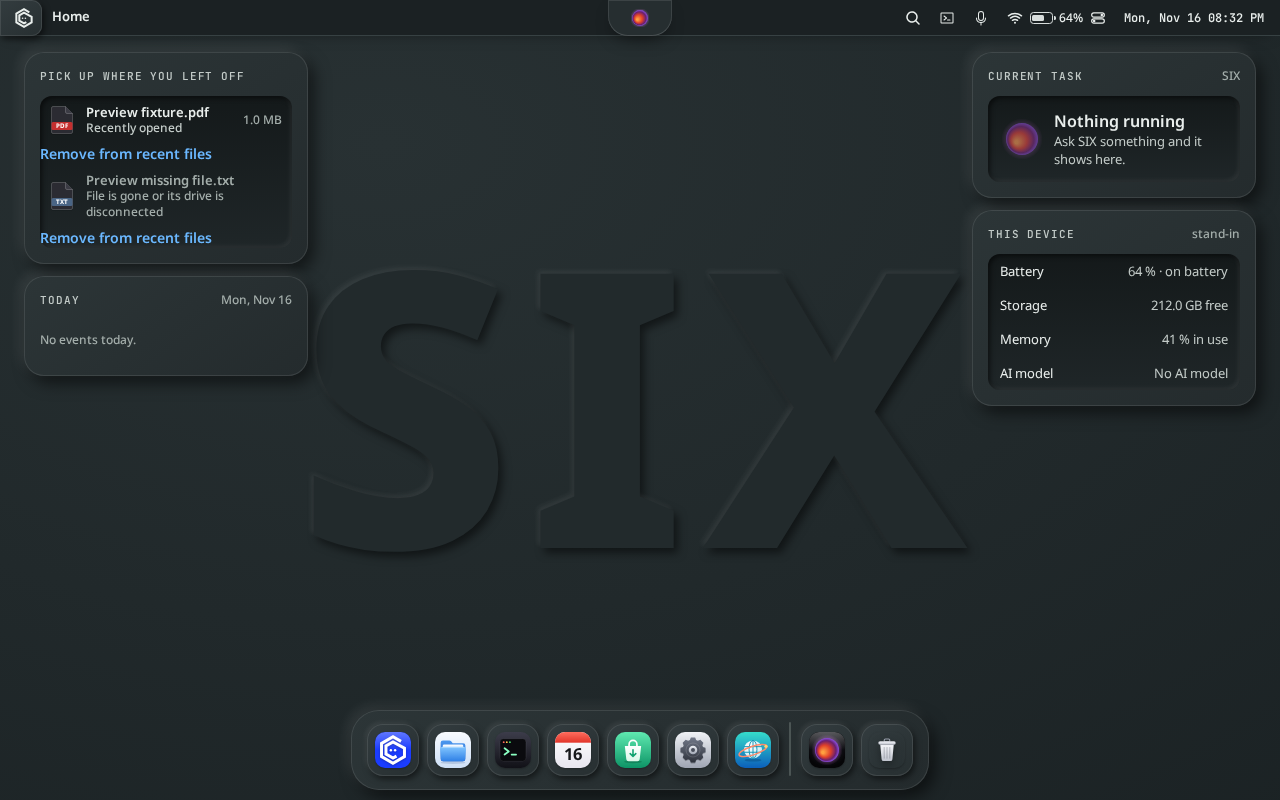 Home
64%
Mon, Nov 16 08:32 PM
PICK UP WHERE YOU LEFT OFF
PDF
Preview fixture.pdf
Recently opened
1.0 MB
Remove from recent files
TXT
Preview missing file.txt
File is gone or its drive is
disconnected
Remove from recent files
TODAY
Mon, Nov 16
No events today.
SIX
CURRENT TASK
SIX
Nothing running
Ask SIX something and it
shows here.
THIS DEVICE
stand-in
Battery
64 % · on battery
Storage
212.0 GB free
Memory
41 % in use
AI model
No AI model
16